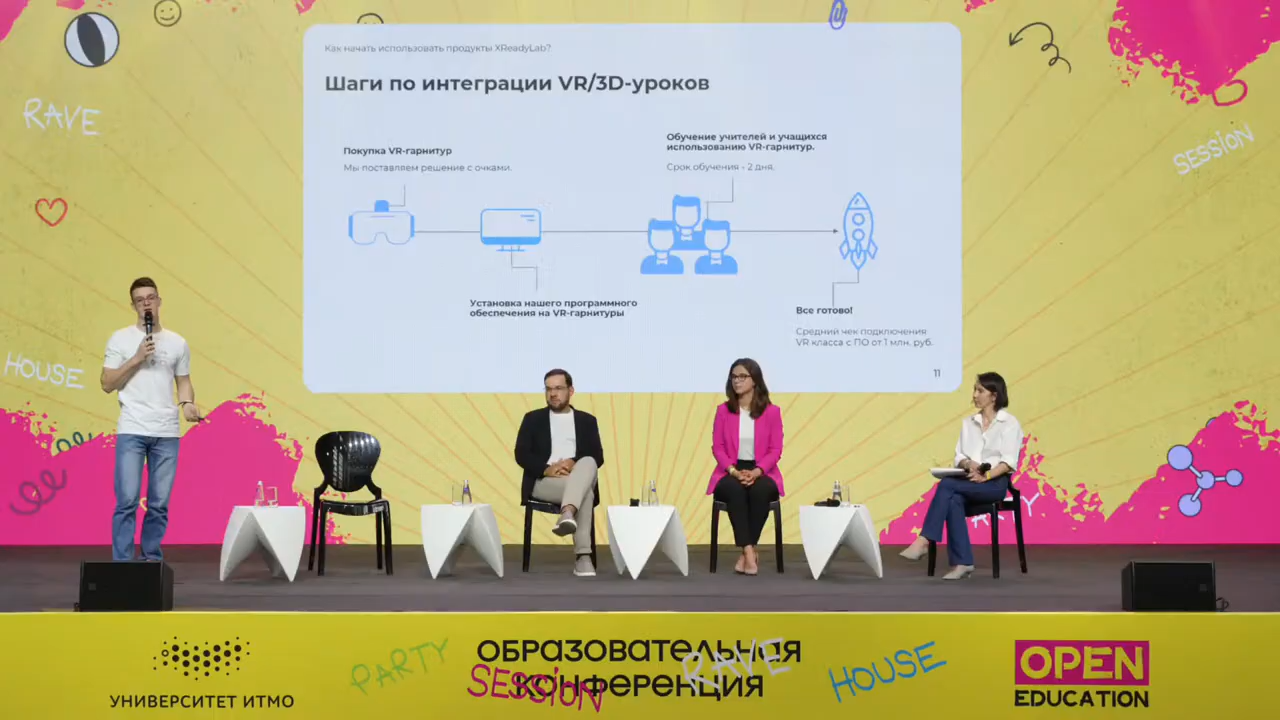 Как начать использовать продукты XReadyLab?
Шаги по интеграции VR/3D-уроков
Покупка VR-гарнитур
Мы поставляем решение с очками.
Обучение учителей и учащихся
использованию VR-гарнитур.
Срок обучения - 2 дня.
Установка нашего программного
обеспечения на VR-гарнитуры
Все готово!
Средний чек подключения
VR класса с ПО от 1 млн. руб.
11
RAVE
SESSION
HOUSE
PARTY
УНИВЕРСИТЕТ ИТМО
PARTY
ОБРАЗОВАТЕЛЬНАЯ
КОНФЕРЕНЦИЯ
SESSION
RAVE
HOUSE
OPEN
EDUCATION